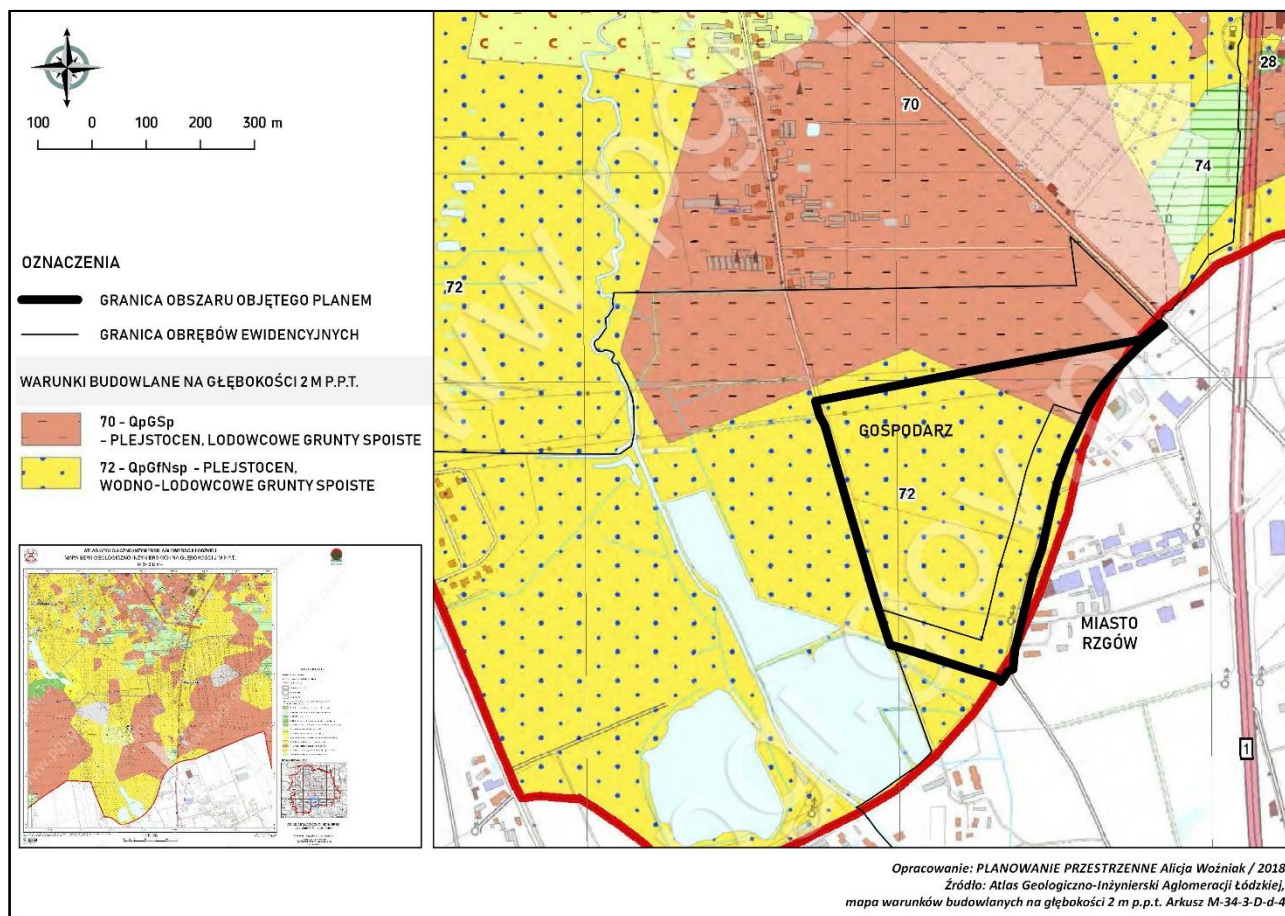 100 0 100 200 300 m
OZNACZENIA
GRANICA OBSZARU OBJĘTEGO PLANEM
GRANICA OBRĘBÓW EWIDENCYJNYCH
WARUNKI BUDOWLANE NA GŁĘBOKOŚCI 2 M P.P.T.
70 - QpGSp
- PLEJSTOCEN, LODOWCOWE GRUNTY SPOISTE
72 - QpGfNsp - PLEJSTOCEN,
WODNO-LODOWCOWE GRUNTY SPOISTE
70
28
74
72
GOSPODARZ
72
MIASTO
RZGÓW
1
Opracowanie: PLANOWANIE PRZESTRZENNE Alicja Woźniak / 2018
Źródło: Atlas Geologiczno-Inżynierski Aglomeracji Łódzkiej,
mapa warunków budowlanych na głębokości 2 m p.p.t. Arkusz M-34-3-D-d-4